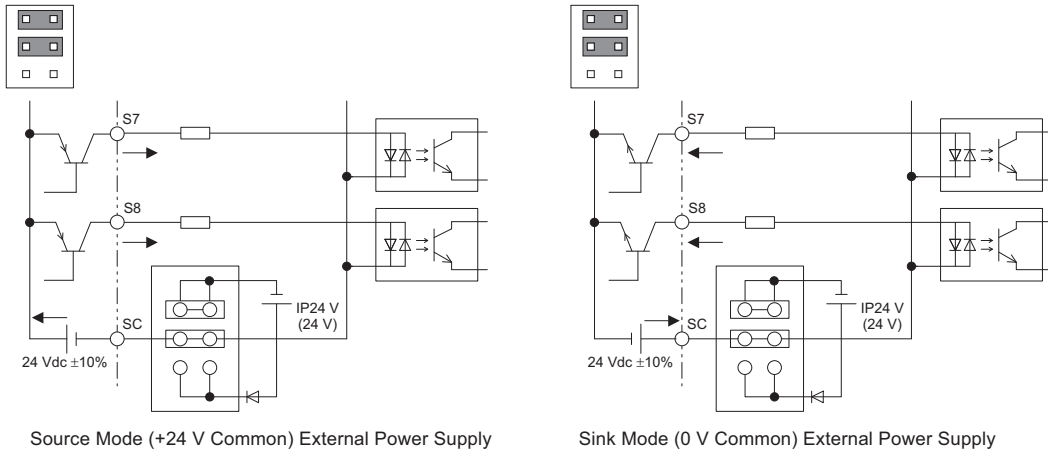 S7
S8
IP24 V
(24 V)
SC
24 Vdc ±10%
Source Mode (+24 V Common) External Power Supply
S7
S8
IP24 V
(24 V)
SC
24 Vdc ±10%
Sink Mode (0 V Common) External Power Supply